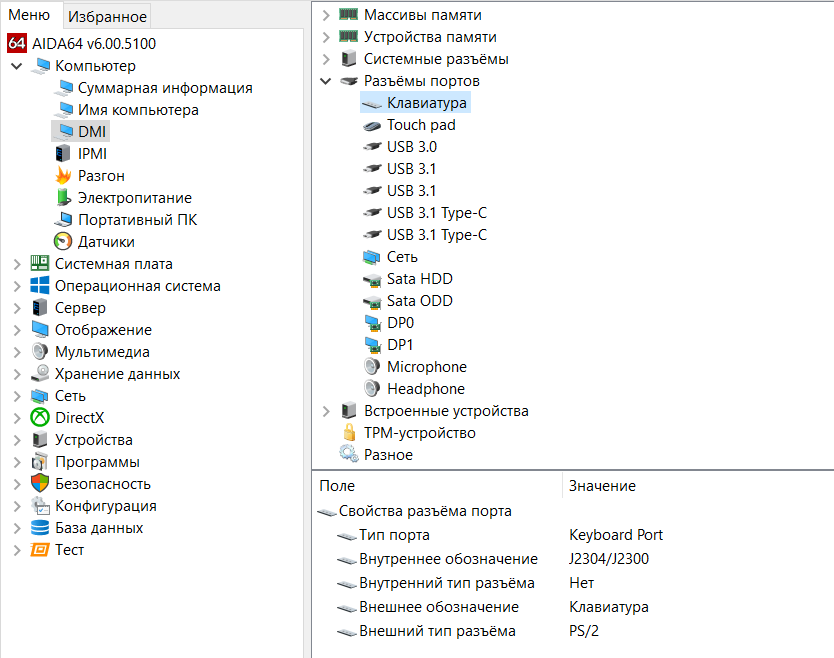 Меню Избранное
64 AIDA64 v6.00.5100
Компьютер
Суммарная информация
Имя компьютера
DMI
IPMI
Разгон
Электропитание
Портативный ПК
Датчики
Системная плата
Операционная система
Сервер
Отображение
Мультимедиа
Хранение данных
Сеть
DirectX
Устройства
Программы
Безопасность
Конфигурация
База данных
Тест
Массивы памяти
Устройства памяти
Системные разъёмы
Разъёмы портов
Клавиатура
Touch pad
USB 3.0
USB 3.1
USB 3.1
USB 3.1 Type-C
USB 3.1 Type-C
Сеть
Sata HDD
Sata ODD
DP0
DP1
Microphone
Headphone
Встроенные устройства
TPM-устройство
Разное
Поле Значение
Свойства разъёма порта
Тип порта Keyboard Port
Внутреннее обозначение J2304/J2300
Внутренний тип разъёма Нет
Внешнее обозначение Клавиатура
Внешний тип разъёма PS/2